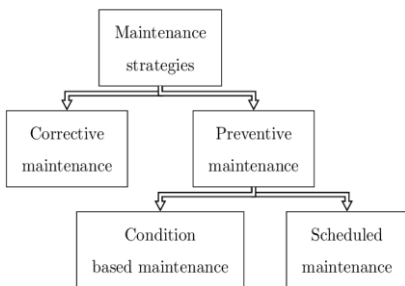 Maintenance
strategies
Corrective
maintenance
Preventive
maintenance
Condition
based maintenance
Scheduled
maintenance